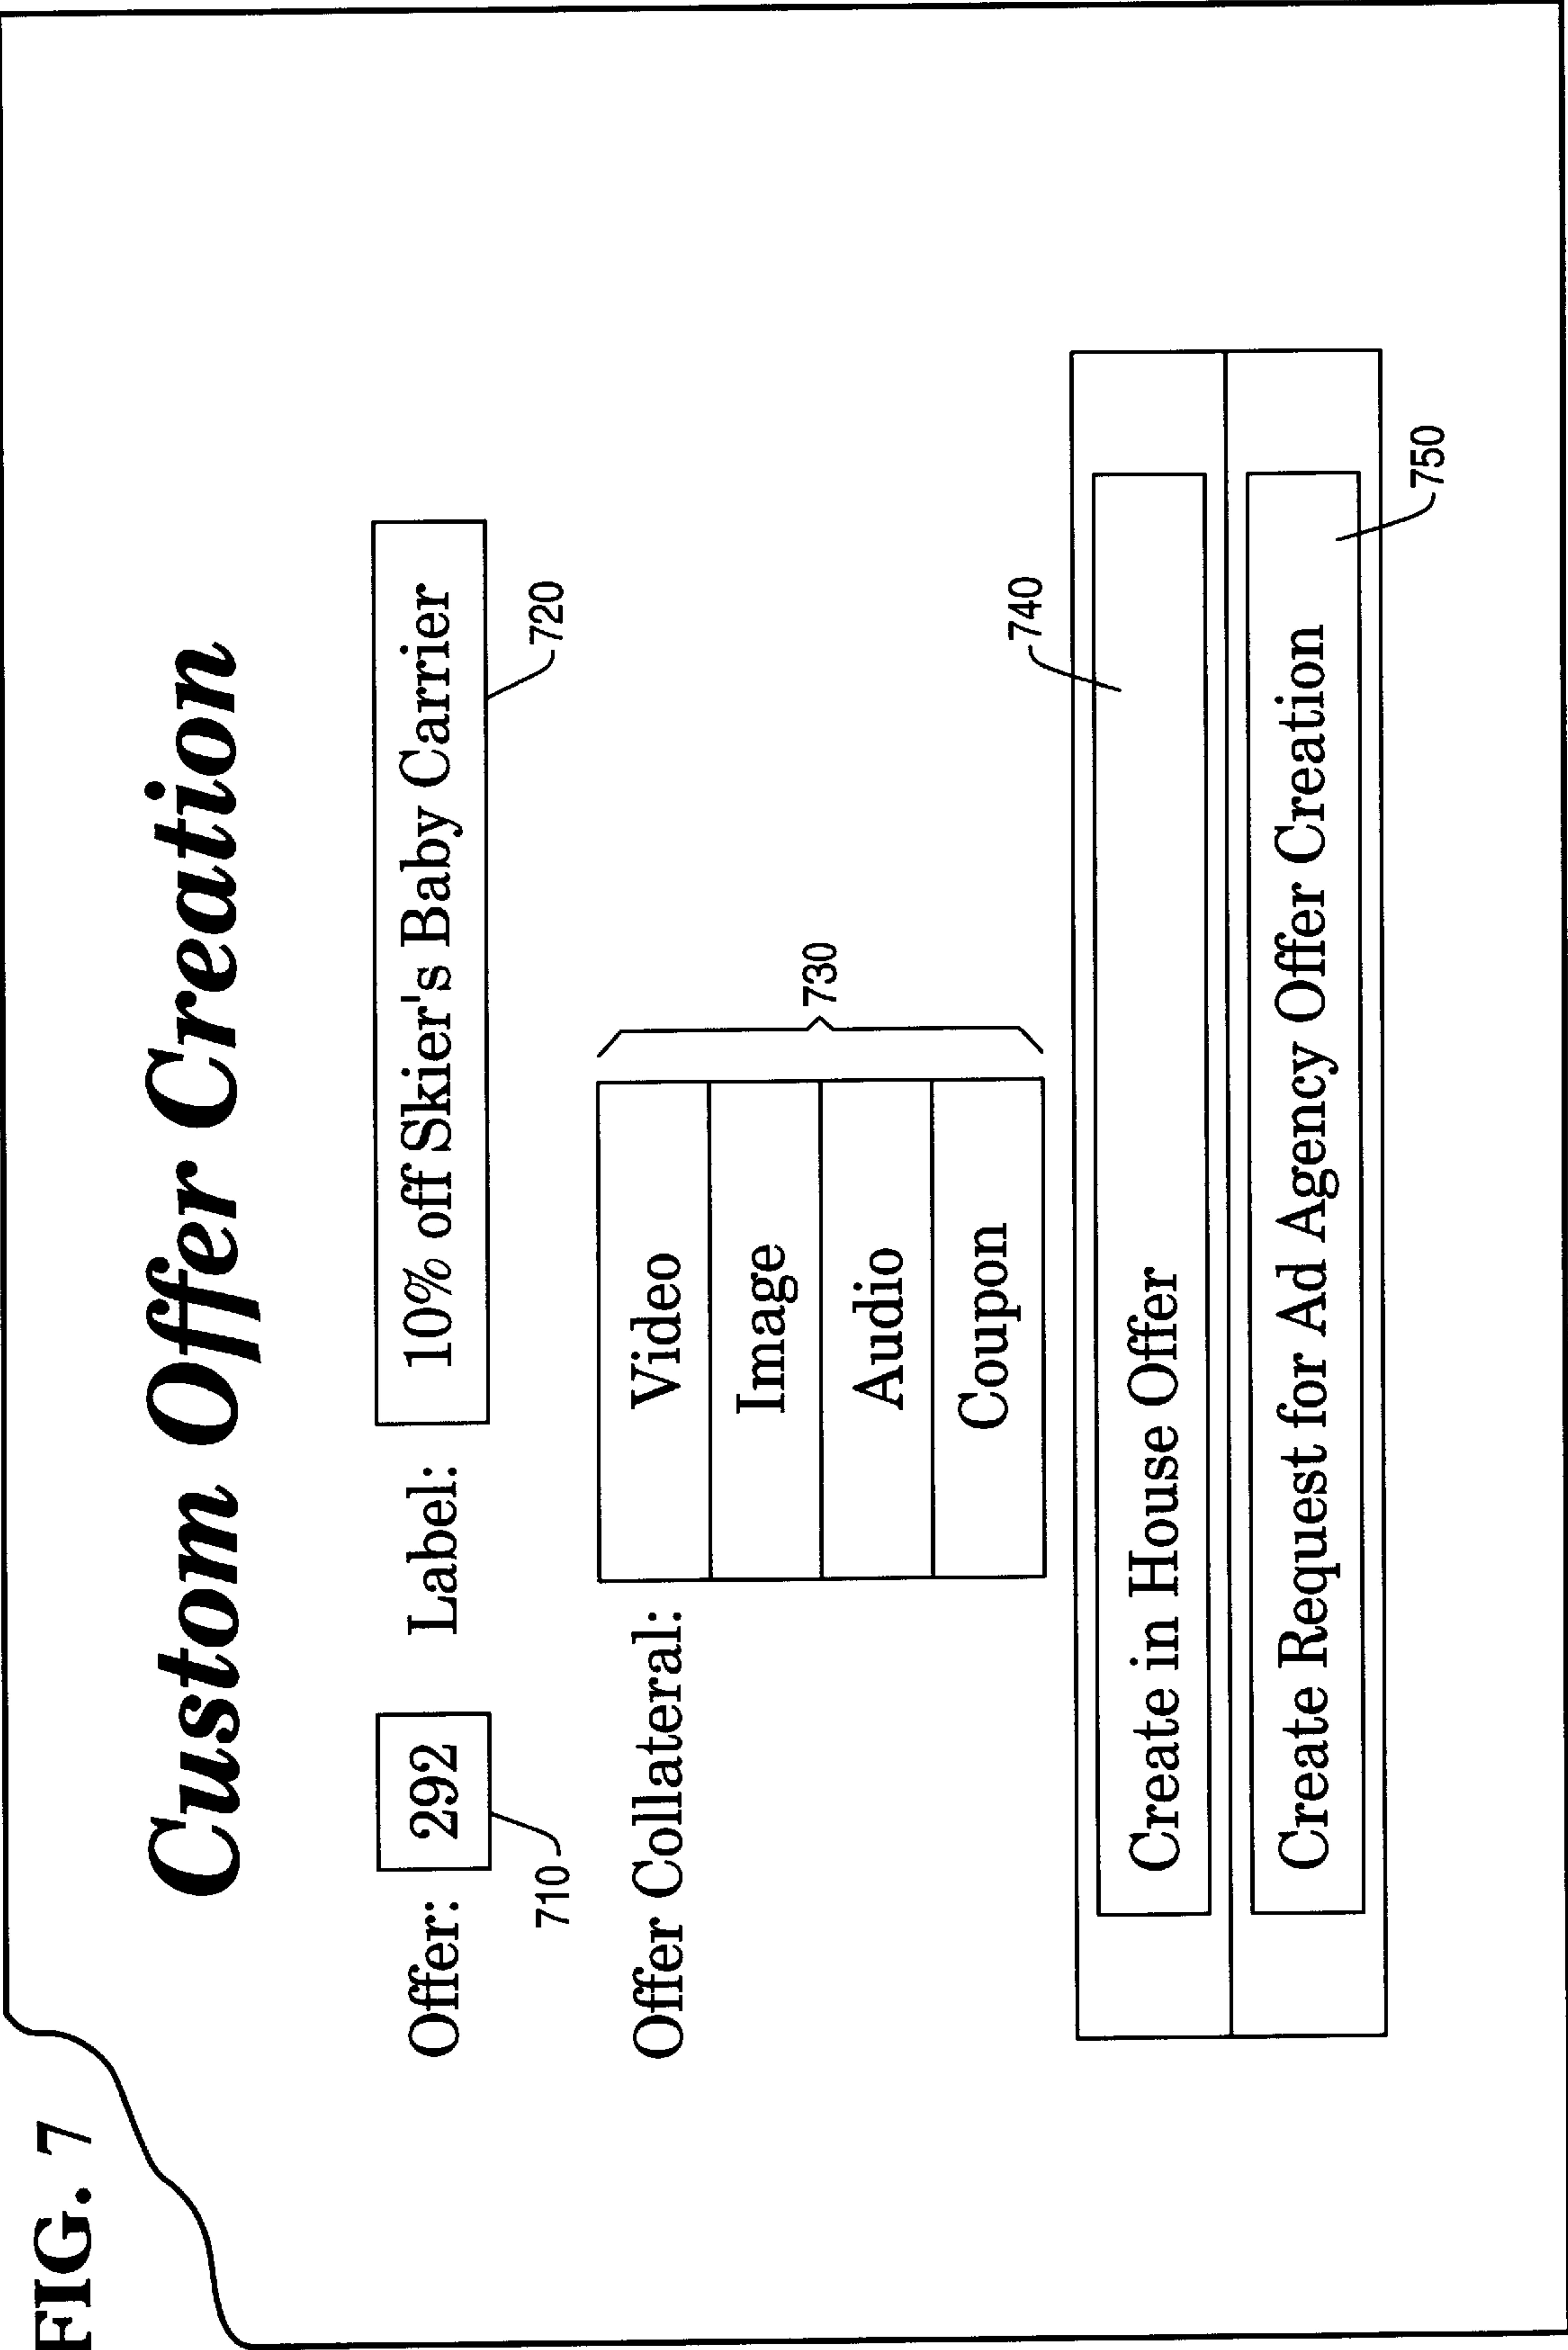 FIG. 7
Custom Offer Creation
Offer: 292 Label: 10% off Skier's Baby Carrier
710
720
Offer Collateral: Video
Image
Audio
Coupon
730
740
Create in House Offer
Create Request for Ad Agency Offer Creation
750